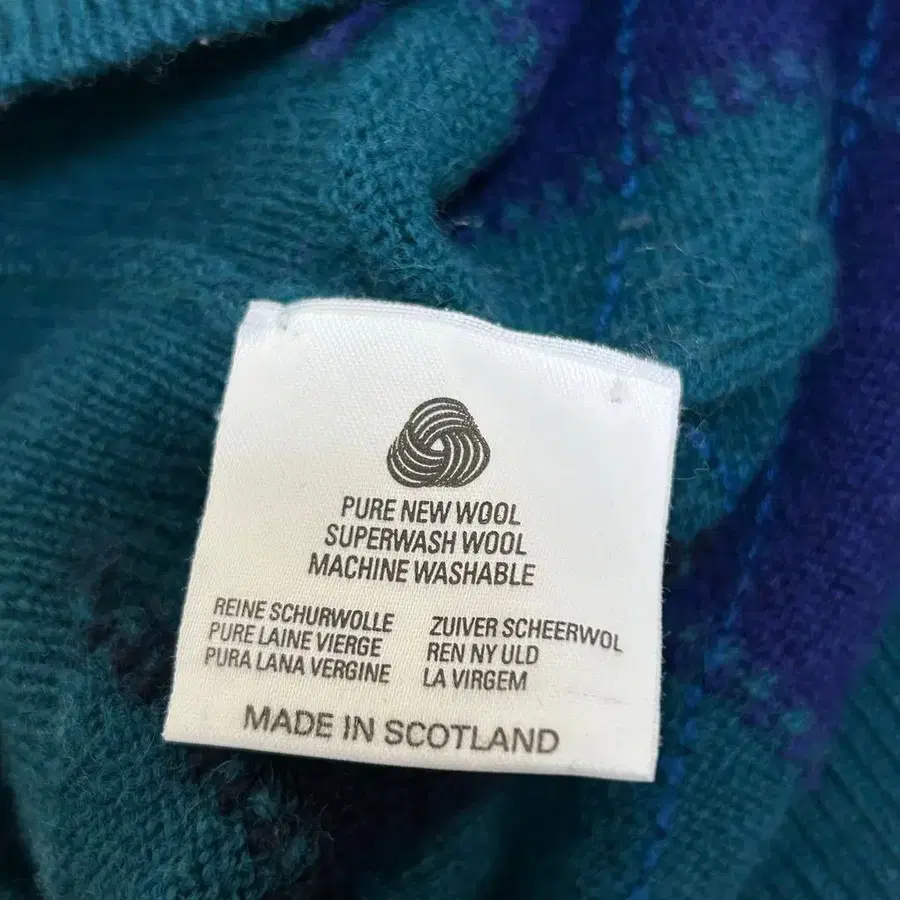 PURE NEW WOOL
SUPERWASH WOOL
MACHINE WASHABLE
REINE SCHURWOLLE
PURE LAINE VIERGE
PURA LANA VERGINE
ZUIVER SCHEERWOL
REN NY ULD
LA VIRGEM
MADE IN SCOTLAND